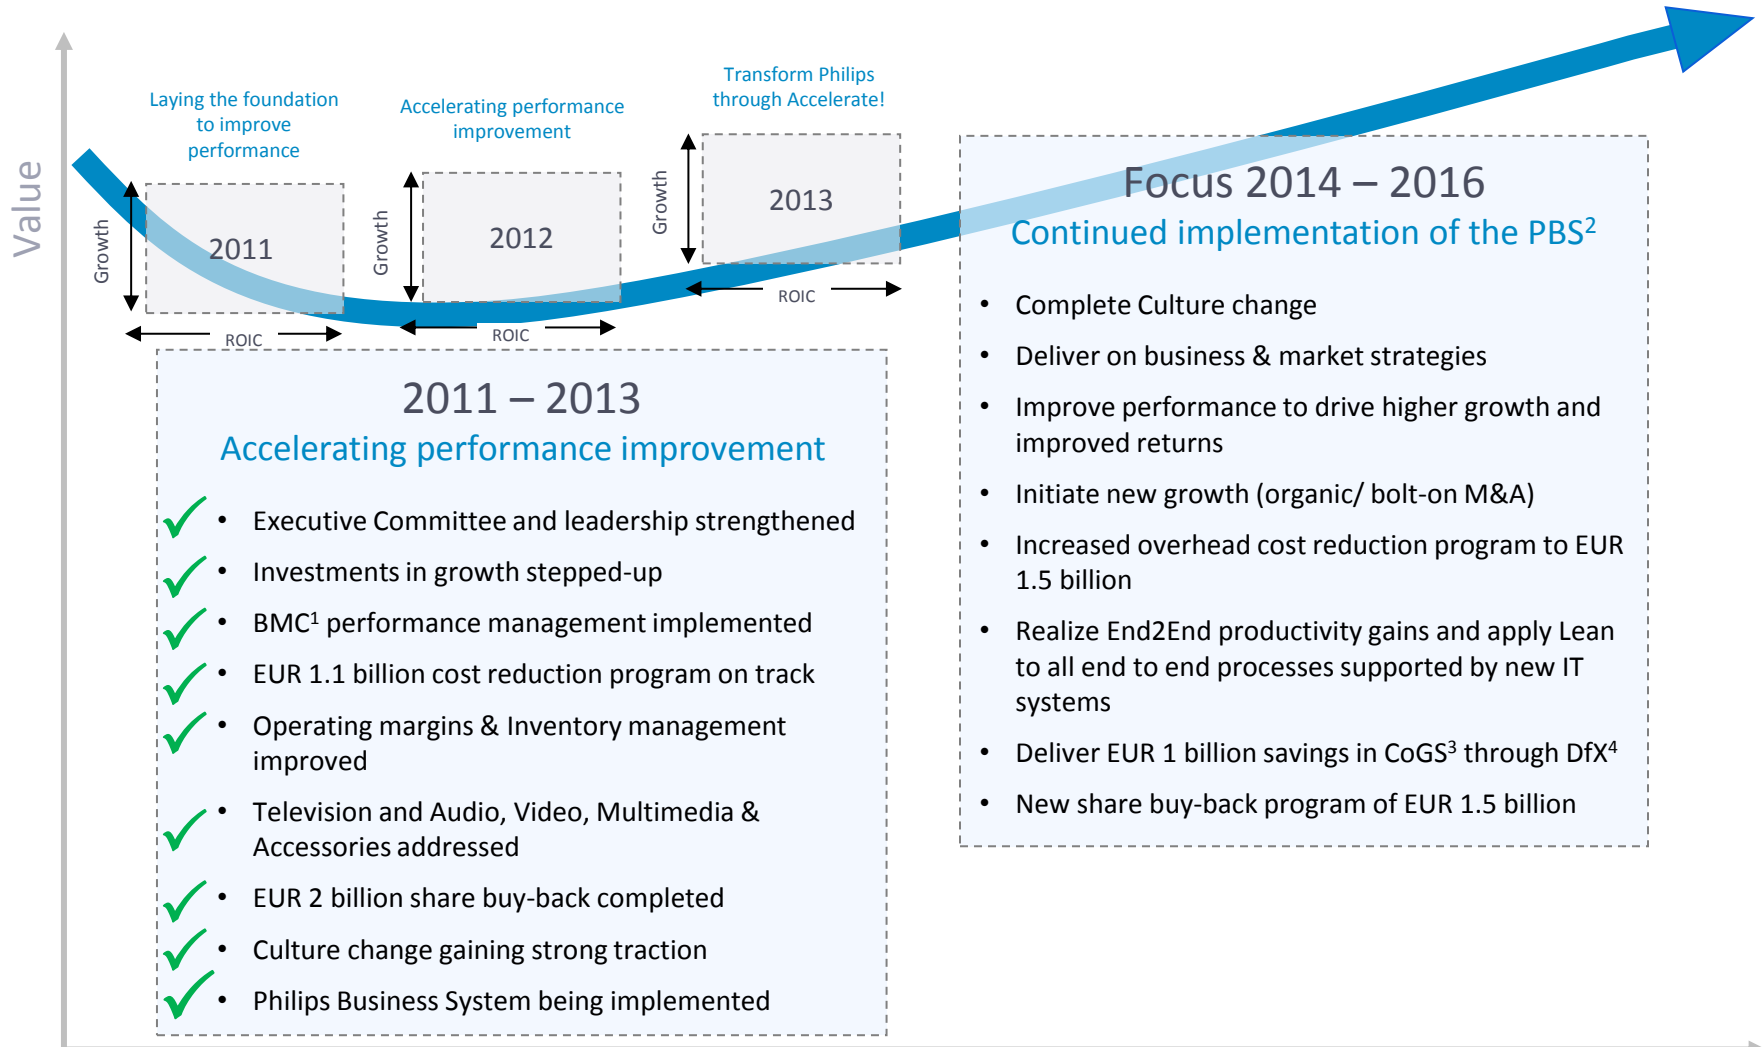 Value
Laying the foundation
to improve
performance
Growth
2011
ROIC
Accelerating performance
improvement
Growth
2012
ROIC
Transform Philips
through Accelerate!
Growth
2013
ROIC
2011 – 2013
Accelerating performance improvement
• Executive Committee and leadership strengthened
• Investments in growth stepped-up
• BMC¹ performance management implemented
• EUR 1.1 billion cost reduction program on track
• Operating margins & Inventory management
improved
• Television and Audio, Video, Multimedia &
Accessories addressed
• EUR 2 billion share buy-back completed
• Culture change gaining strong traction
• Philips Business System being implemented
Focus 2014 – 2016
Continued implementation of the PBS²
• Complete Culture change
• Deliver on business & market strategies
• Improve performance to drive higher growth and
improved returns
• Initiate new growth (organic/ bolt-on M&A)
• Increased overhead cost reduction program to EUR
1.5 billion
• Realize End2End productivity gains and apply Lean
to all end to end processes supported by new IT
systems
• Deliver EUR 1 billion savings in CoGS³ through DfX⁴
• New share buy-back program of EUR 1.5 billion